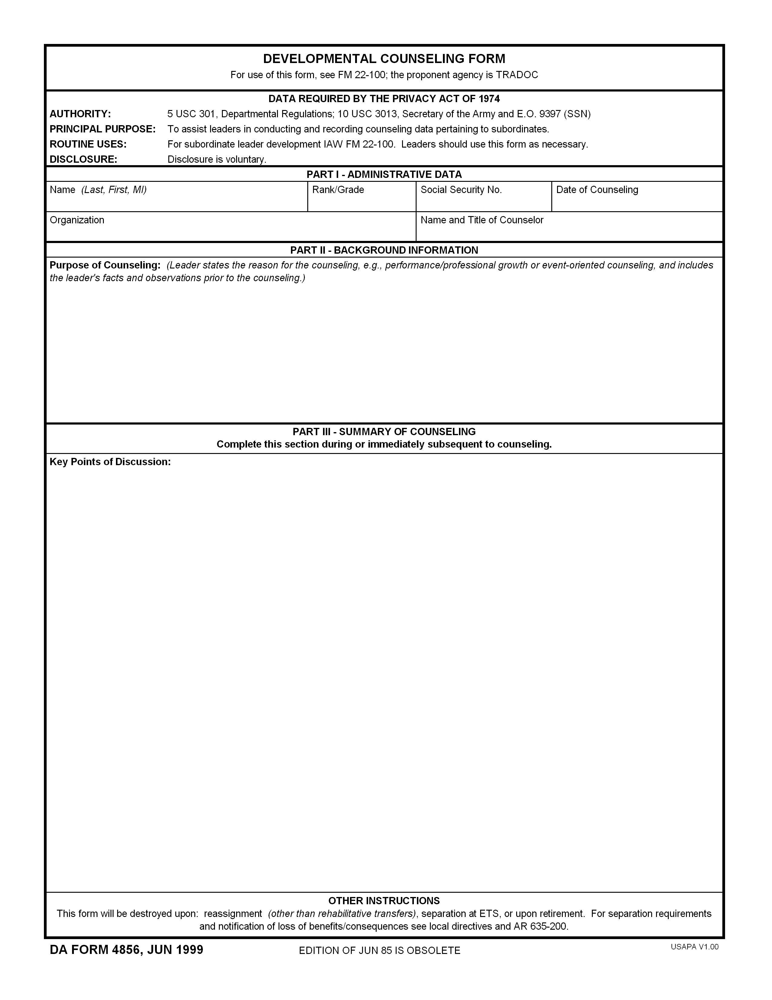 DEVELOPMENTAL COUNSELING FORM
For use of this form, see FM 22-100; the proponent agency is TRADOC
DATA REQUIRED BY THE PRIVACY ACT OF 1974
AUTHORITY: 5 USC 301, Departmental Regulations; 10 USC 3013, Secretary of the Army and E.O. 9397 (SSN)
PRINCIPAL PURPOSE: To assist leaders in conducting and recording counseling data pertaining to subordinates.
ROUTINE USES: For subordinate leader development IAW FM 22-100. Leaders should use this form as necessary.
DISCLOSURE: Disclosure is voluntary.
PART I - ADMINISTRATIVE DATA
Name (Last, First, MI) Rank/Grade Social Security No. Date of Counseling
Organization Name and Title of Counselor
PART II - BACKGROUND INFORMATION
Purpose of Counseling: (Leader states the reason for the counseling, e.g., performance/professional growth or event-oriented counseling, and includes
the leader's facts and observations prior to the counseling.)
PART III - SUMMARY OF COUNSELING
Complete this section during or immediately subsequent to counseling.
Key Points of Discussion:
OTHER INSTRUCTIONS
This form will be destroyed upon: reassignment (other than rehabilitative transfers), separation at ETS, or upon retirement. For separation requirements
and notification of loss of benefits/consequences see local directives and AR 635-200.
DA FORM 4856, JUN 1999 EDITION OF JUN 85 IS OBSOLETE USAPA V1.00